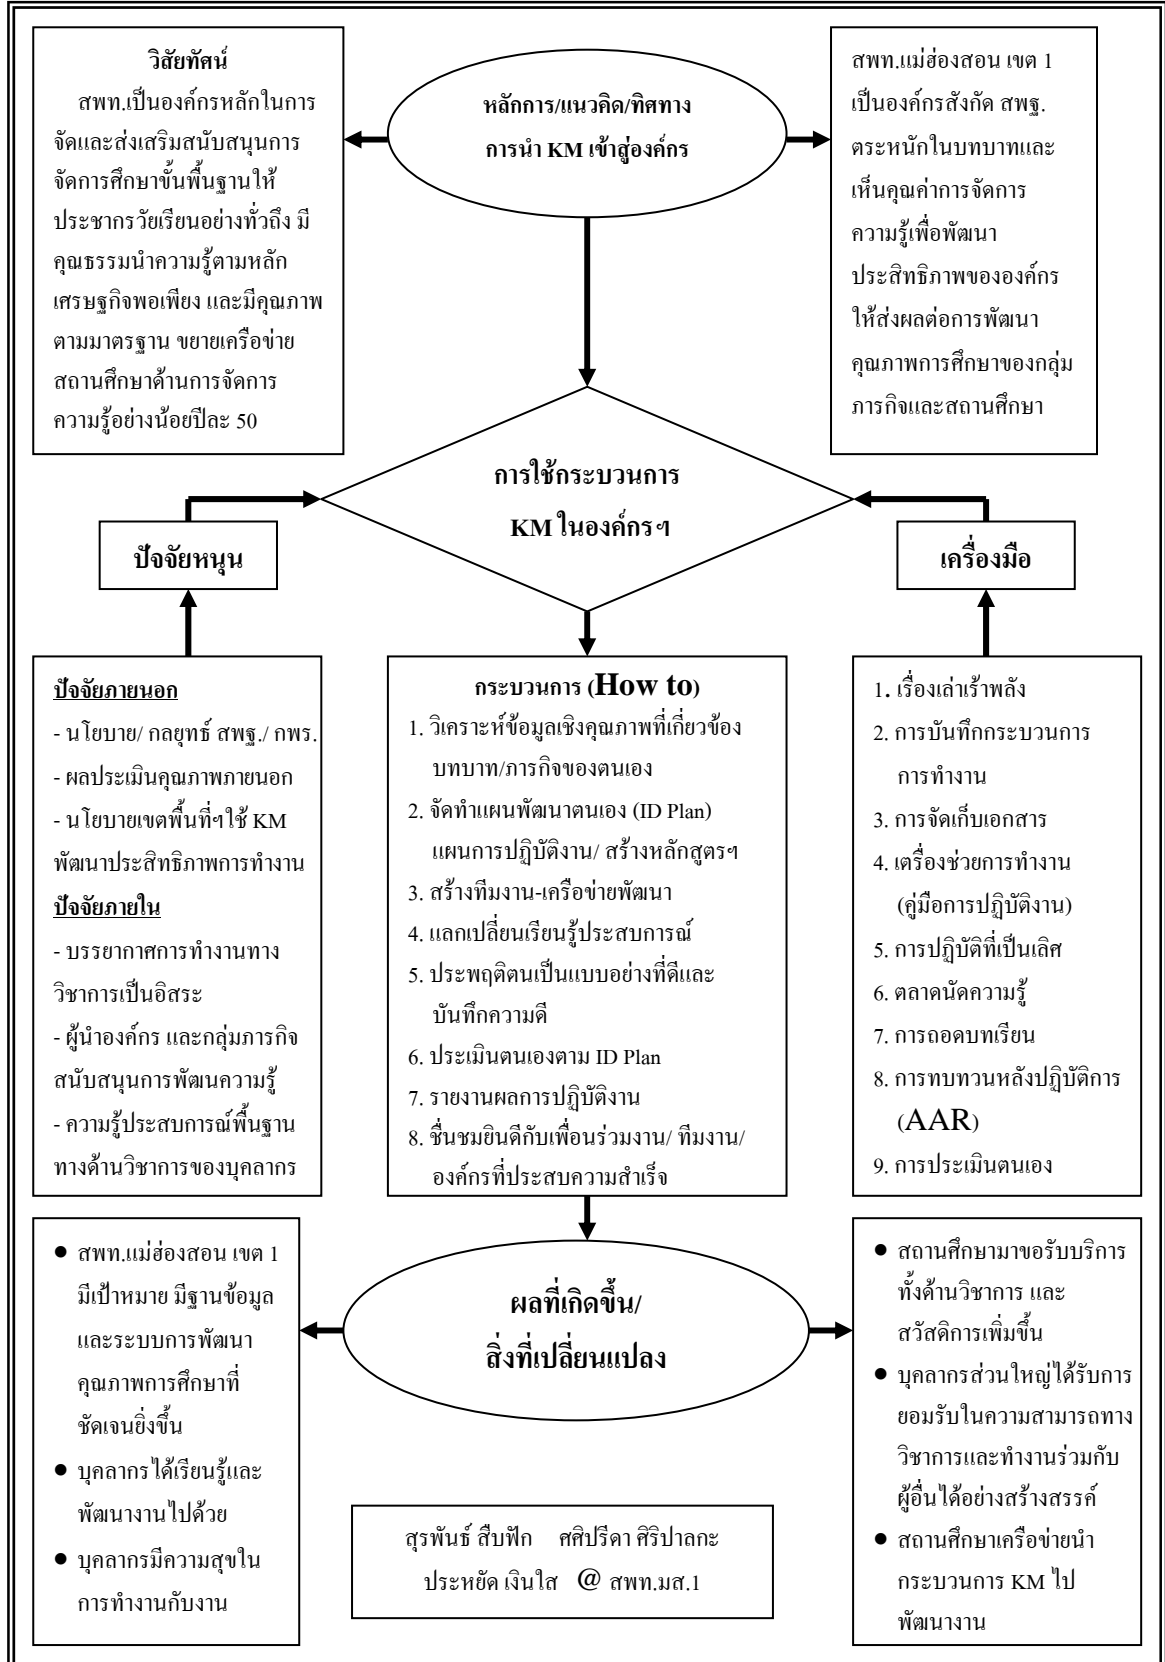 วิสัยทัศน์
สพท.เป็นองค์กรหลักในการ
จัดและส่งเสริมสนับสนุนการ
จัดการศึกษาขั้นพื้นฐานให้
ประชากรวัยเรียนอย่างทั่วถึง มี
คุณธรรมนำความรู้ตามหลัก
เศรษฐกิจพอเพียง และมีคุณภาพ
ตามมาตรฐาน ขยายเครือข่าย
สถานศึกษาด้านการจัดการ
ความรู้อย่างน้อยปีละ 50
หลักการ/แนวคิด/ทิศทาง
การนำ KM เข้าสู่องค์กร
สพท.แม่ฮ่องสอน เขต 1
เป็นองค์กรสังกัด สพฐ.
ตระหนักในบทบาทและ
เห็นคุณค่าการจัดการ
ความรู้เพื่อพัฒนา
ประสิทธิภาพขององค์กร
ให้ส่งผลต่อการพัฒนา
คุณภาพการศึกษาของกลุ่ม
ภารกิจและสถานศึกษา
การใช้กระบวนการ
KM ในองค์กรฯ
ปัจจัยหนุน
เครื่องมือ
ปัจจัยภายนอก
- นโยบาย/ กลยุทธ์ สพฐ./ กพร.
- ผลประเมินคุณภาพภายนอก
- นโยบายเขตพื้นที่ฯใช้ KM
พัฒนาประสิทธิภาพการทำงาน
ปัจจัยภายใน
- บรรยากาศการทำงานทาง
วิชาการเป็นอิสระ
- ผู้นำองค์กร และกลุ่มภารกิจ
สนับสนุนการพัฒนความรู้
- ความรู้ประสบการณ์พื้นฐาน
ทางด้านวิชาการของบุคลากร
กระบวนการ (How to)
1. วิเคราะห์ข้อมูลเชิงคุณภาพที่เกี่ยวข้อง
บทบาท/ภารกิจของตนเอง
2. จัดทำแผนพัฒนาตนเอง (ID Plan)
แผนการปฏิบัติงาน/ สร้างหลักสูตรฯ
3. สร้างทีมงาน-เครือข่ายพัฒนา
4. แลกเปลี่ยนเรียนรู้ประสบการณ์
5. ประพฤติตนเป็นแบบอย่างที่ดีและ
บันทึกความดี
6. ประเมินตนเองตาม ID Plan
7. รายงานผลการปฏิบัติงาน
8. ชื่นชมยินดีกับเพื่อนร่วมงาน/ ทีมงาน/
องค์กรที่ประสบความสำเร็จ
1. เรื่องเล่าเร้าพลัง
2. การบันทึกกระบวนการ
การทำงาน
3. การจัดเก็บเอกสาร
4. เตรื่องช่วยการทำงาน
(คู่มือการปฏิบัติงาน)
5. การปฏิบัติที่เป็นเลิศ
6. ตลาดนัดความรู้
7. การถอดบทเรียน
8. การทบทวนหลังปฏิบัติการ
(AAR)
9. การประเมินตนเอง
● สพท.แม่ฮ่องสอน เขต 1
มีเป้าหมาย มีฐานข้อมูล
และระบบการพัฒนา
คุณภาพการศึกษาที่
ชัดเจนยิ่งขึ้น
● บุคลากรได้เรียนรู้และ
พัฒนางานไปด้วย
● บุคลากรมีความสุขใน
การทำงานกับงาน
ผลที่เกิดขึ้น/
สิ่งที่เปลี่ยนแปลง
● สถานศึกษามาขอรับบริการ
ทั้งด้านวิชาการ และ
สวัสดิการเพิ่มขึ้น
● บุคลากรส่วนใหญ่ได้รับการ
ยอมรับในความสามารถทาง
วิชาการและทำงานร่วมกับ
ผู้อื่นได้อย่างสร้างสรรค์
● สถานศึกษาเครือข่ายนำ
กระบวนการ KM ไป
พัฒนางาน
สุรพันธ์ สืบฟัก ศศิปรีดา ศิริปาลกะ
ประหยัด เงินใส @ สพท.มส.1